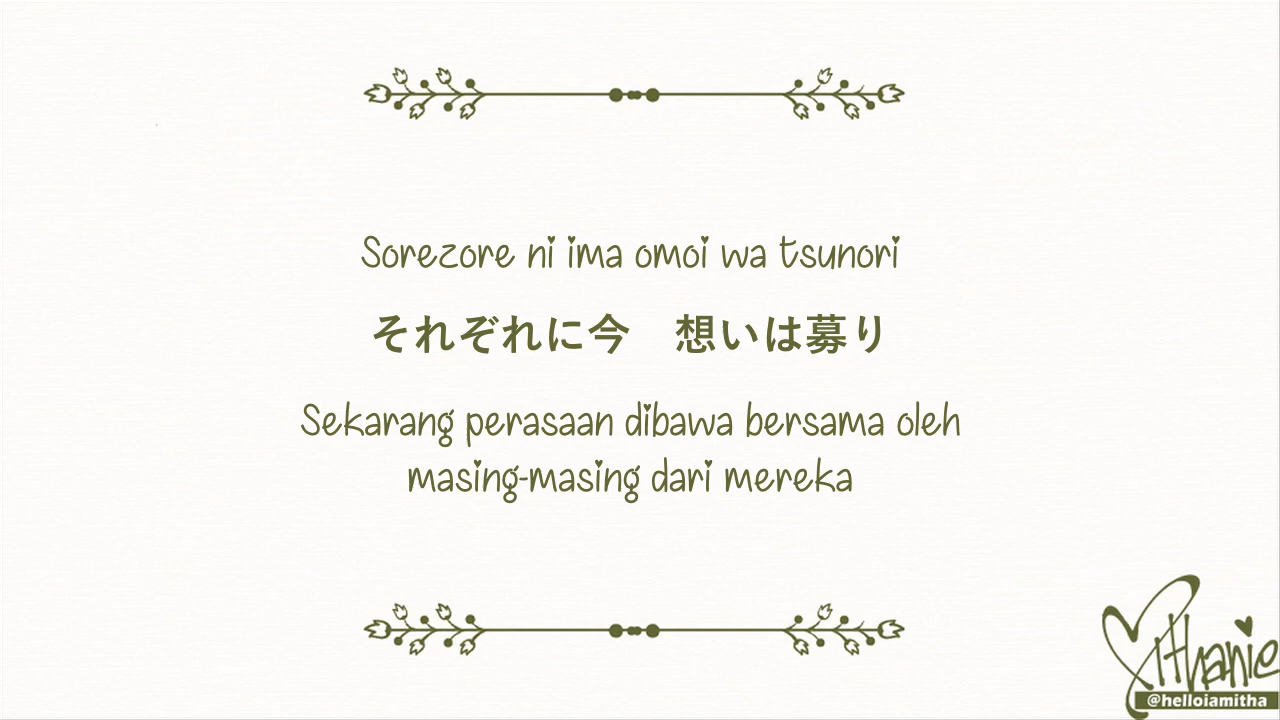 Sorezore ni ima omoi wa tsunori
それぞれに今　想いは募り
Sekarang perasaan dibawa bersama oleh
masing-masing dari mereka
Mithanie
@helloiamitha